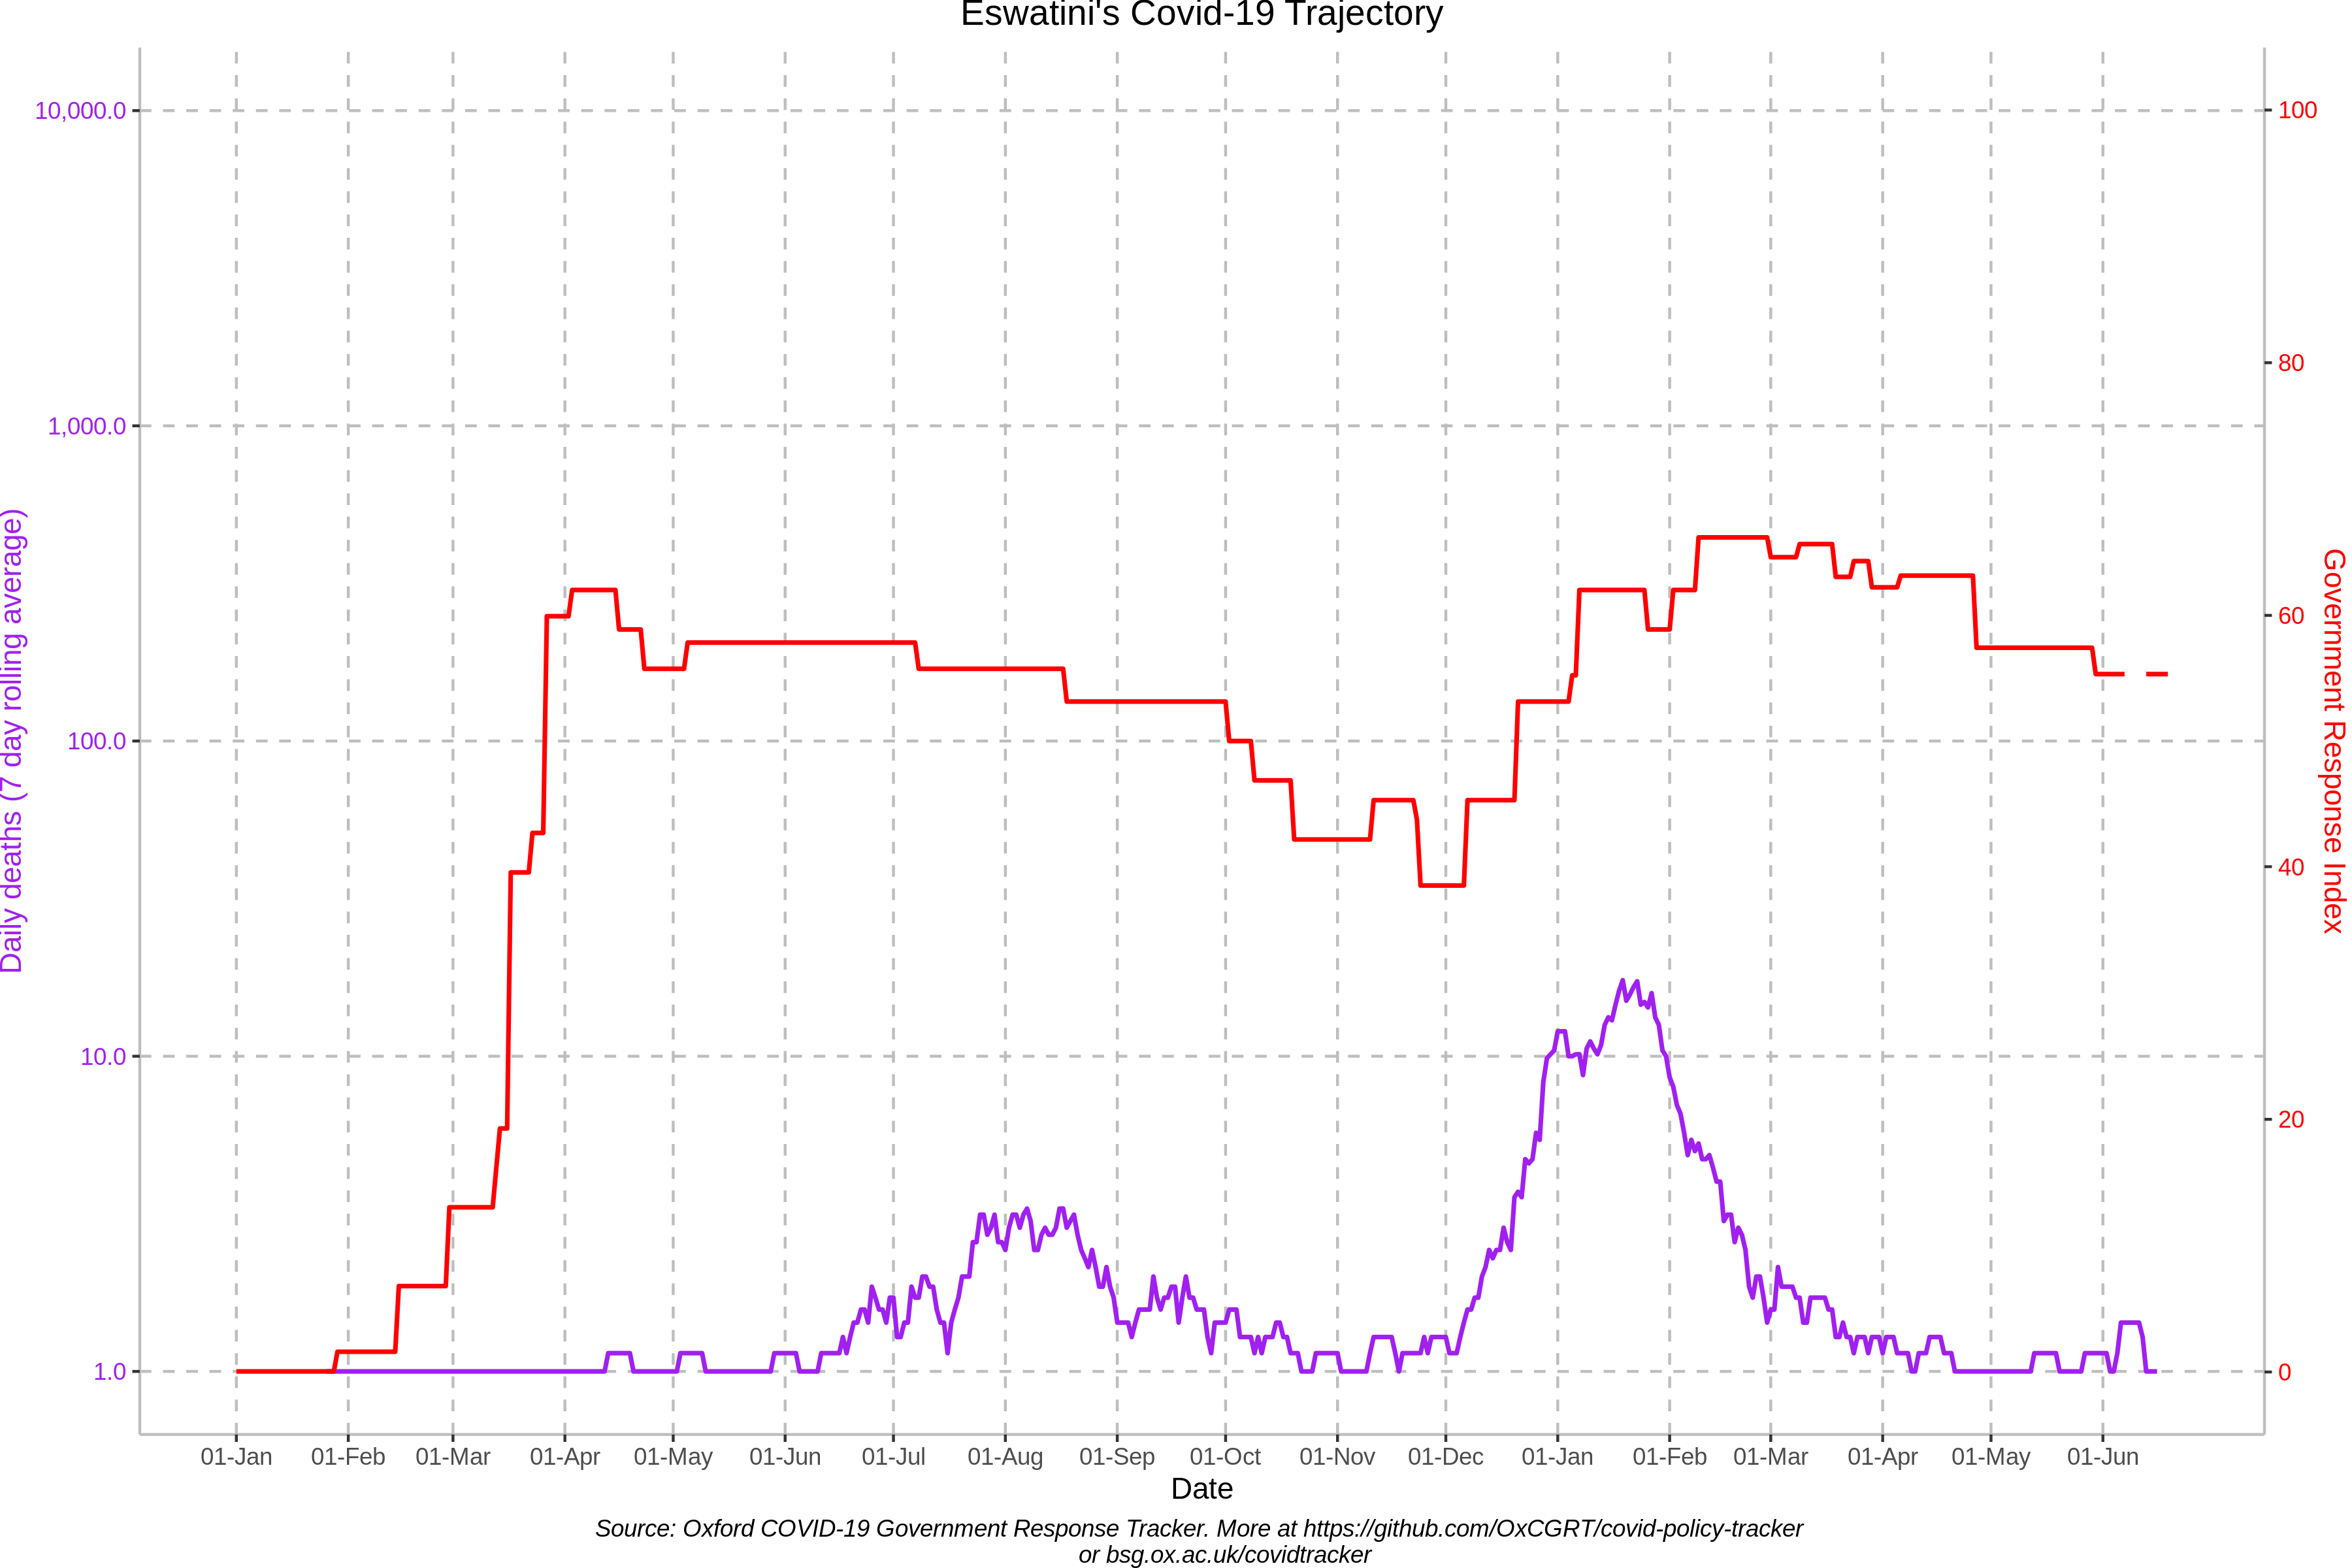 Eswatini's Covid-19 Trajectory
10,000.0
1,000.0
100.0
10.0
1.0
Daily deaths (7 day rolling average)
100
80
60
40
20
0
Government Response Index
01-Jan 01-Feb 01-Mar 01-Apr 01-May 01-Jun 01-Jul 01-Aug 01-Sep 01-Oct 01-Nov 01-Dec 01-Jan 01-Feb 01-Mar 01-Apr 01-May 01-Jun
Date
Source: Oxford COVID-19 Government Response Tracker. More at https://github.com/OxCGRT/covid-policy-tracker
or bsg.ox.ac.uk/covidtracker